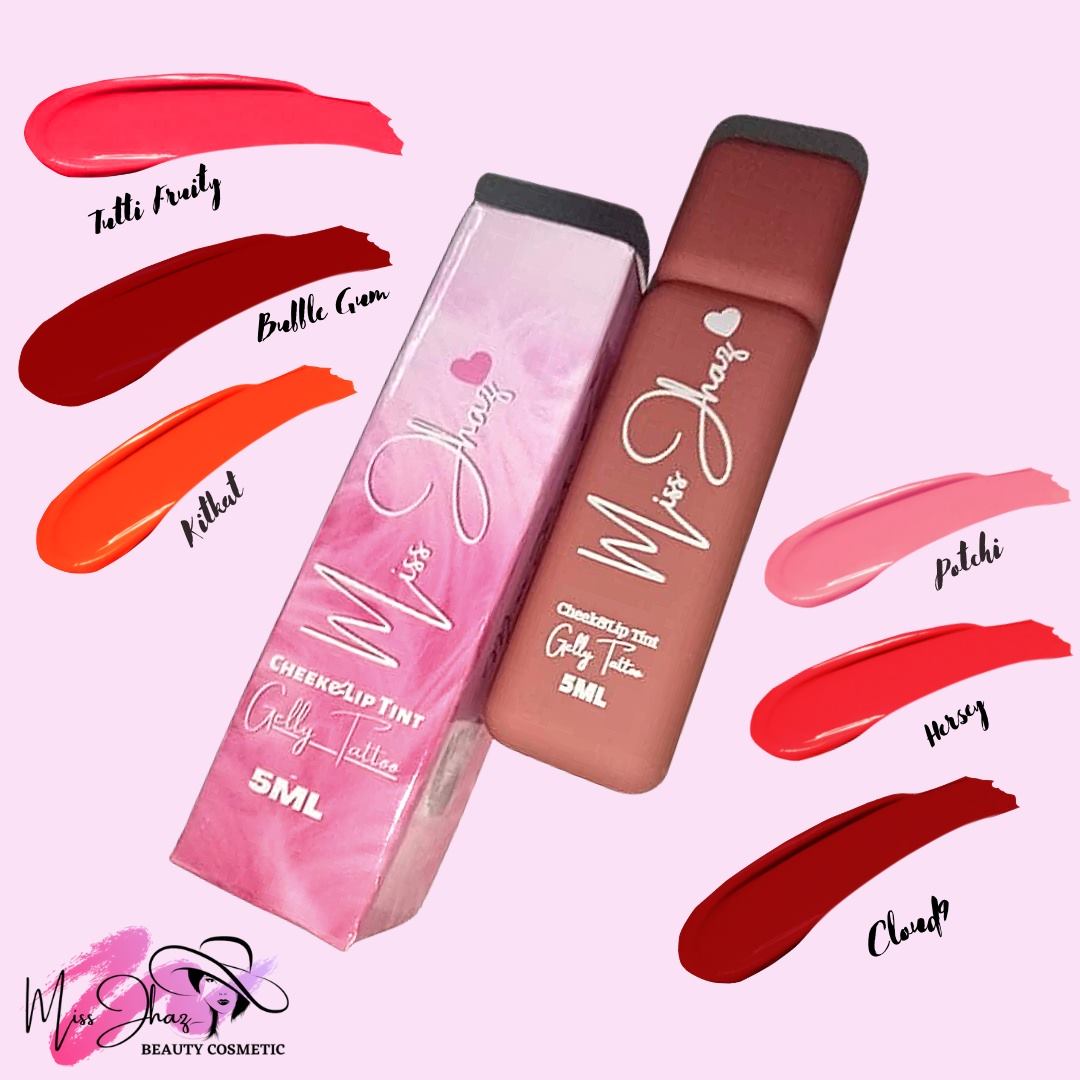 Tutti Fruity
Bubble Gum
Kitkat
Miss Jhaz
CHEEK&LIP TINT
Gelly Tattoo
5ML
Miss Jhaz
Cheek&Lip Tint
Gelly Tattoo
5ML
Potchi
Hersey
Cloud9
Miss Jhaz
BEAUTY COSMETIC